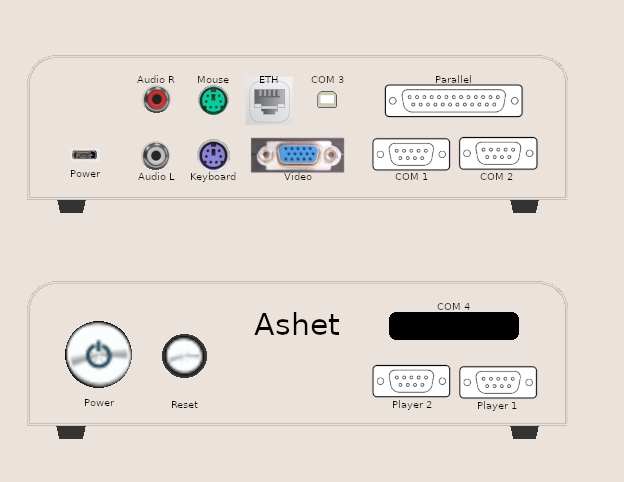 Audio R
Mouse
ETH
COM 3
Parallel
Power
Audio L
Keyboard
Video
COM 1
COM 2
Ashet
COM 4
Power
Reset
Player 2
Player 1